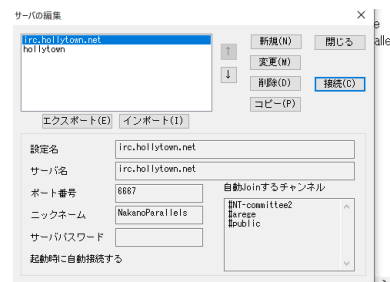 サーバの編集
irc.hollytown.net
hollytown
↑
↓
新規(N)
変更(M)
削除(D)
コピー(P)
閉じる
接続(C)
エクスポート(E)
インポート(I)
設定名
irc.hollytown.net
サーバ名
irc.hollytown.net
ポート番号
6667
ニックネーム
NakanoParallels
サーバパスワード
起動時に自動接続する
自動Joinするチャンネル
#NT-committee2
#arege
#public
e
alle